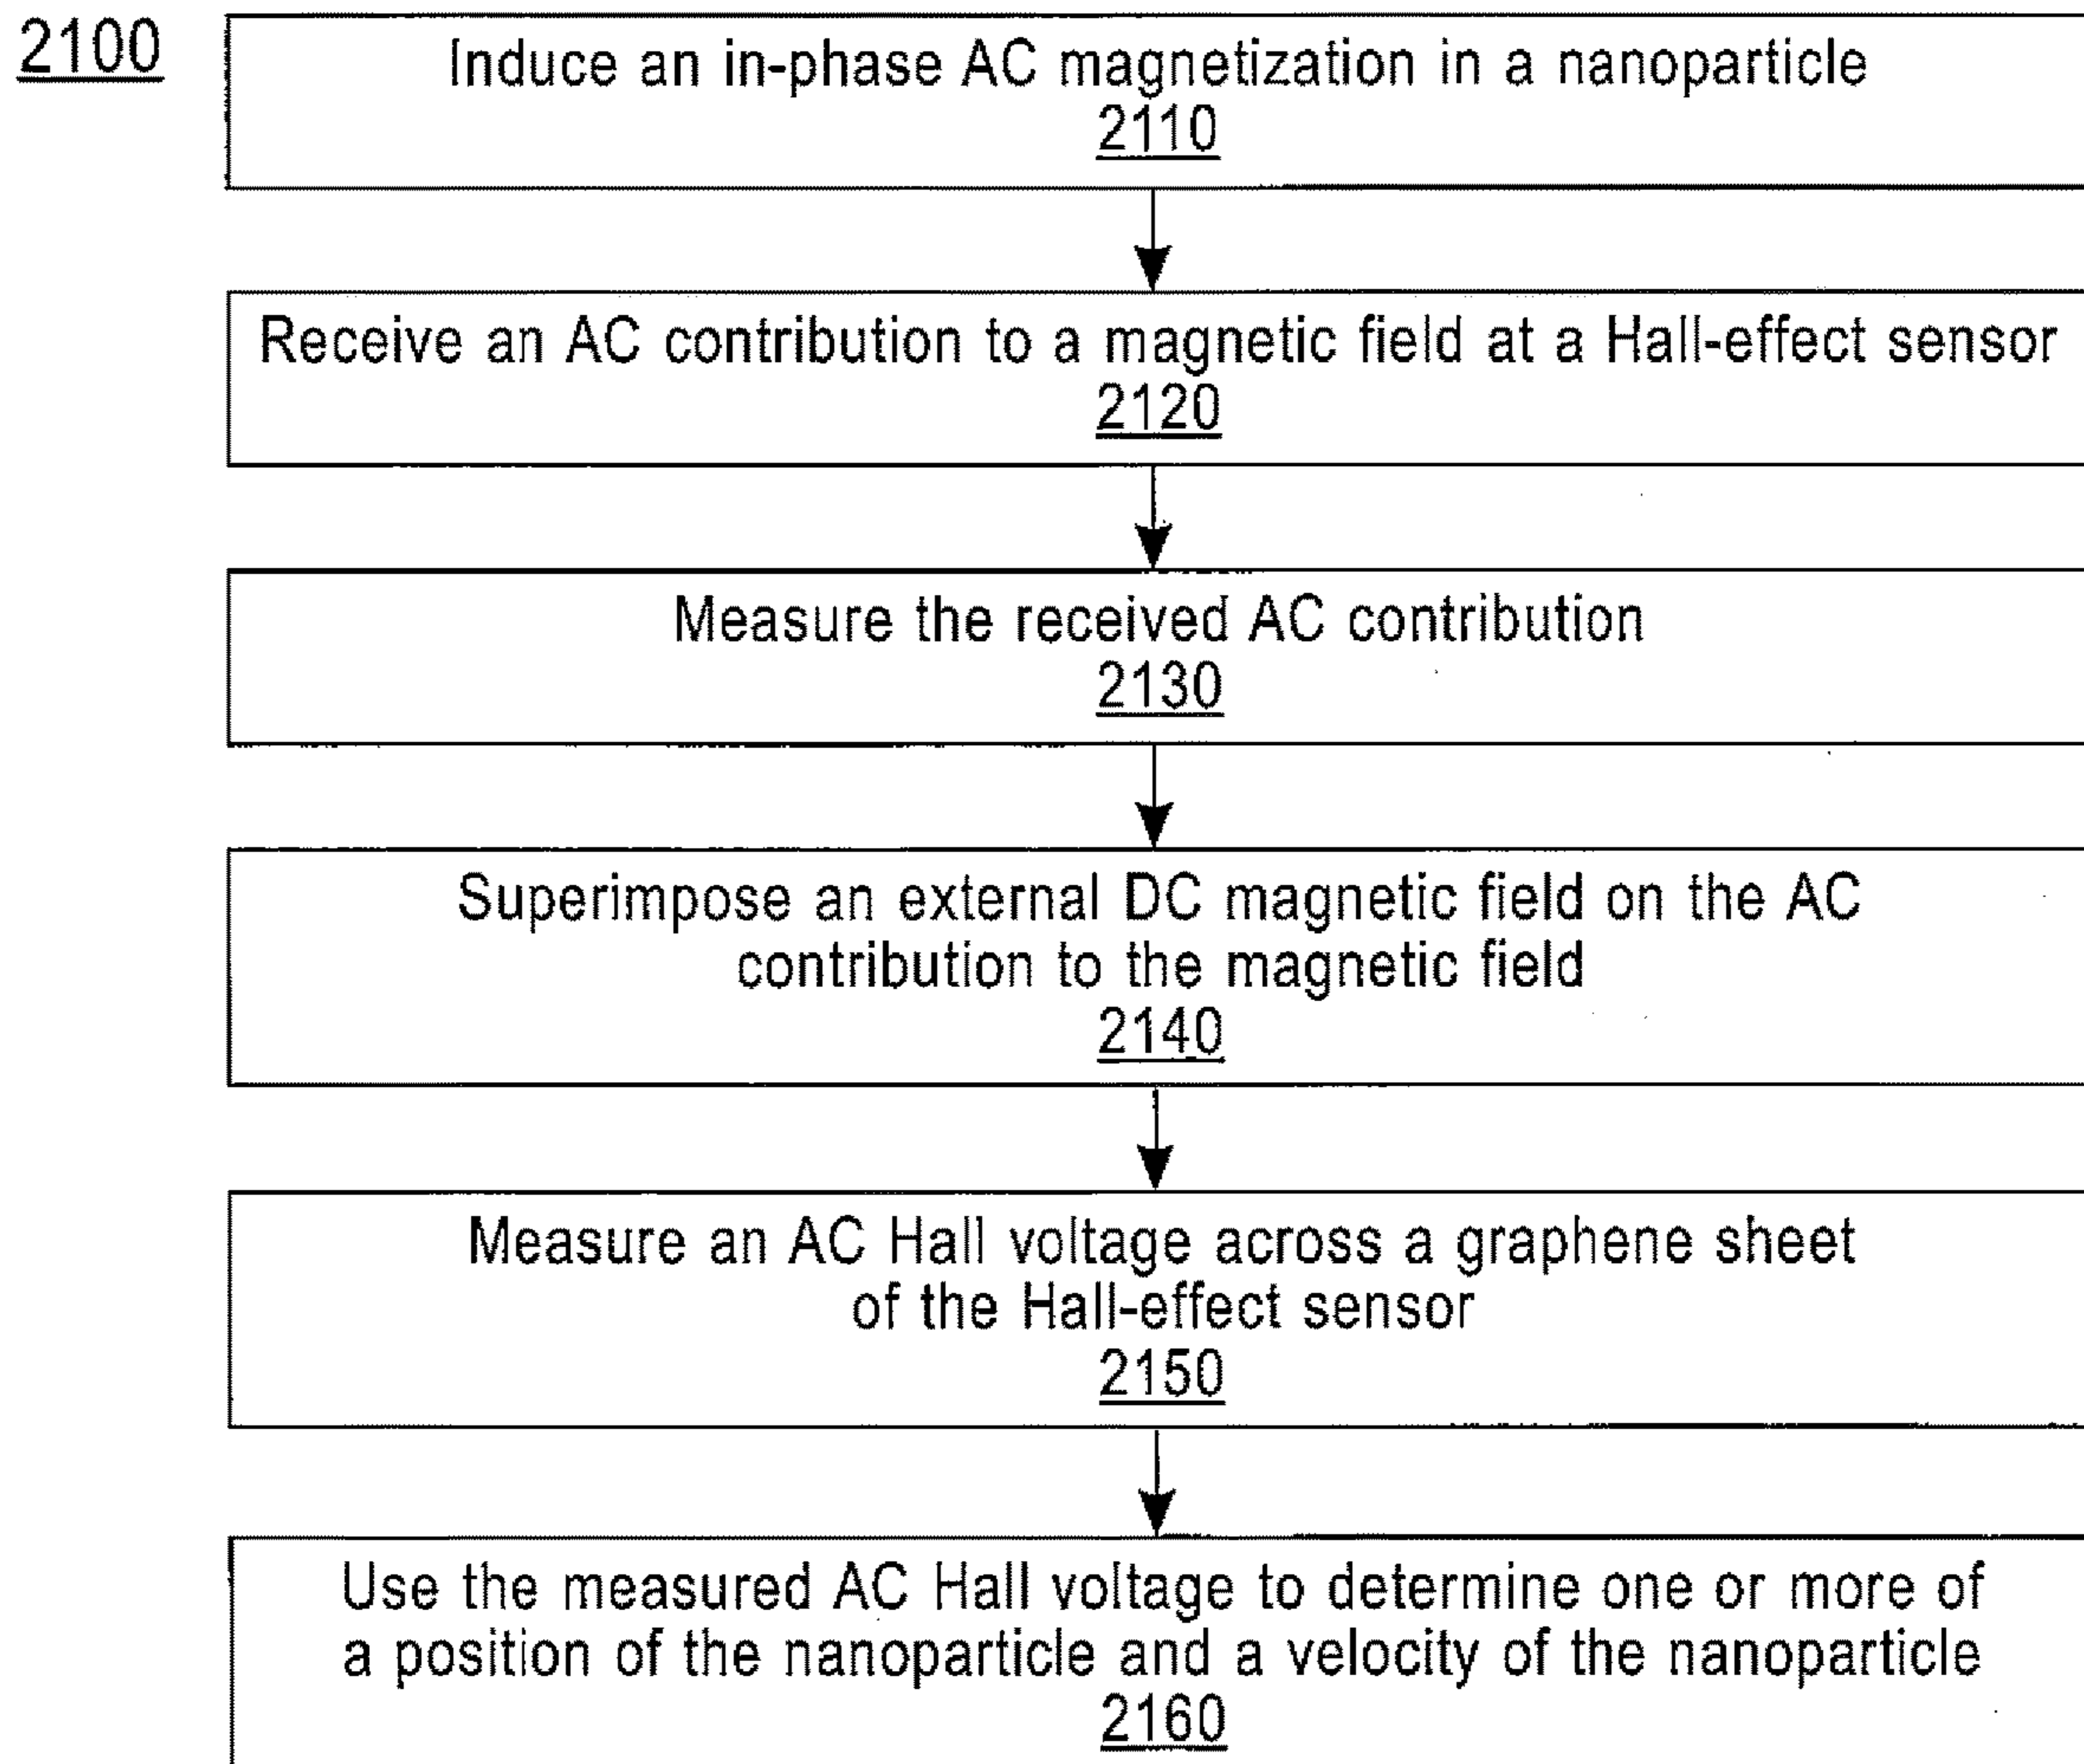 2100
Induce an in-phase AC magnetization in a nanoparticle
2110
Receive an AC contribution to a magnetic field at a Hall-effect sensor
2120
Measure the received AC contribution
2130
Superimpose an external DC magnetic field on the AC
contribution to the magnetic field
2140
Measure an AC Hall voltage across a graphene sheet
of the Hall-effect sensor
2150
Use the measured AC Hall voltage to determine one or more of
a position of the nanoparticle and a velocity of the nanoparticle
2160